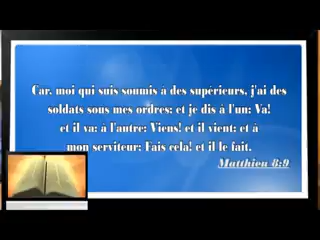 Car, moi qui suis soumis à des supérieurs, j'ai des
soldats sous mes ordres; et je dis à l'un: Va!
et il va; à l'autre: Viens! et il vient; et à
mon serviteur: Fais cela! et il le fait.
Matthieu 8:9